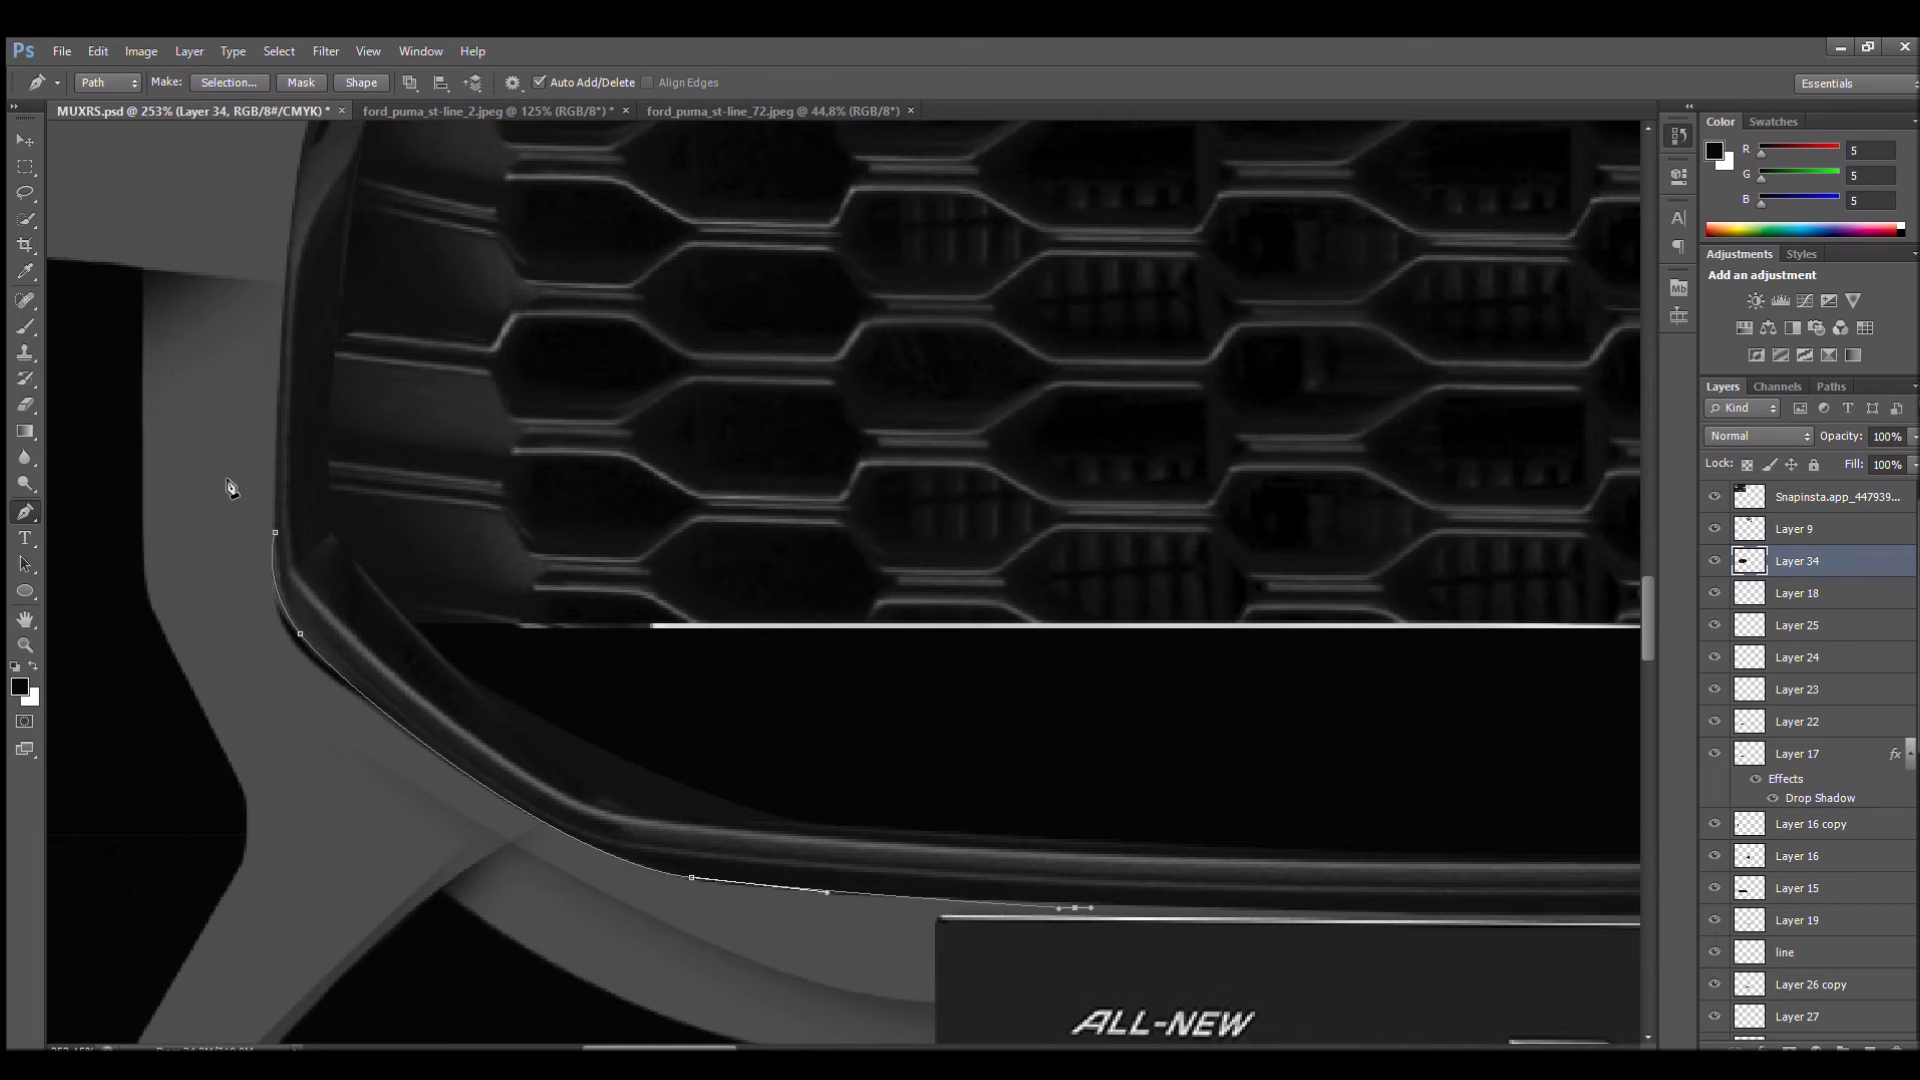 Ps File Edit Image Layer Type Select Filter View Window Help
Path Make: Selection... Mask Shape Auto Add/Delete Align Edges Essentials
MUXRS.psd @ 253% (Layer 34, RGB/8#/CMYK) * × ford_puma_st-line_2.jpeg @ 125% (RGB/8*) * × ford_puma_st-line_72.jpeg @ 44,8% (RGB/8*) ×
Color Swatches
R 5
G 5
B 5
Adjustments Styles
Add an adjustment
Mb
Layers Channels Paths
Kind
Normal Opacity: 100%
Lock: Fill: 100%
Snapinsta.app_447939...
Layer 9
Layer 34
Layer 18
Layer 25
Layer 24
Layer 23
Layer 22
Layer 17 fx
Effects
Drop Shadow
Layer 16 copy
Layer 16
Layer 15
Layer 19
line
Layer 26 copy
Layer 27
ALL-NEW